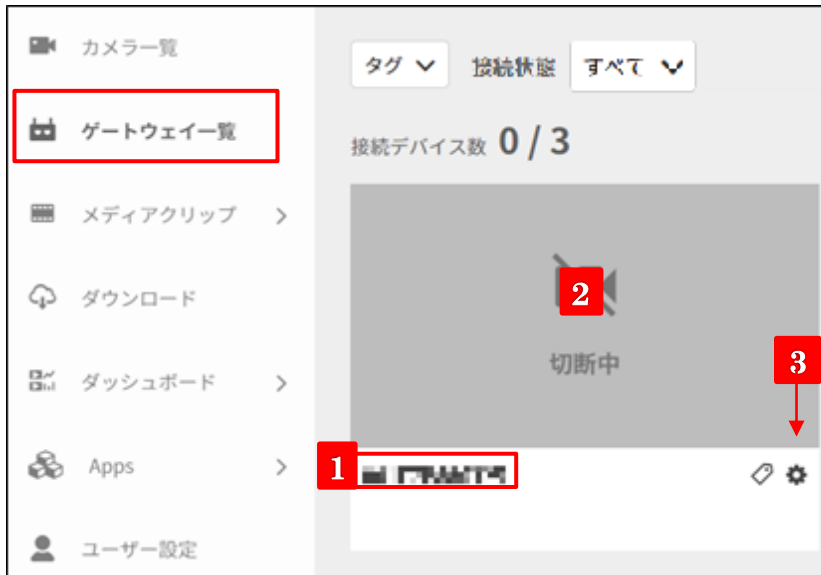 カメラ一覧
ゲートウェイ一覧
メディアクリップ
ダウンロード
ダッシュボード
Apps
ユーザー設定
タグ 接続状態 すべて
接続デバイス数 0 / 3
2
切断中
3
1